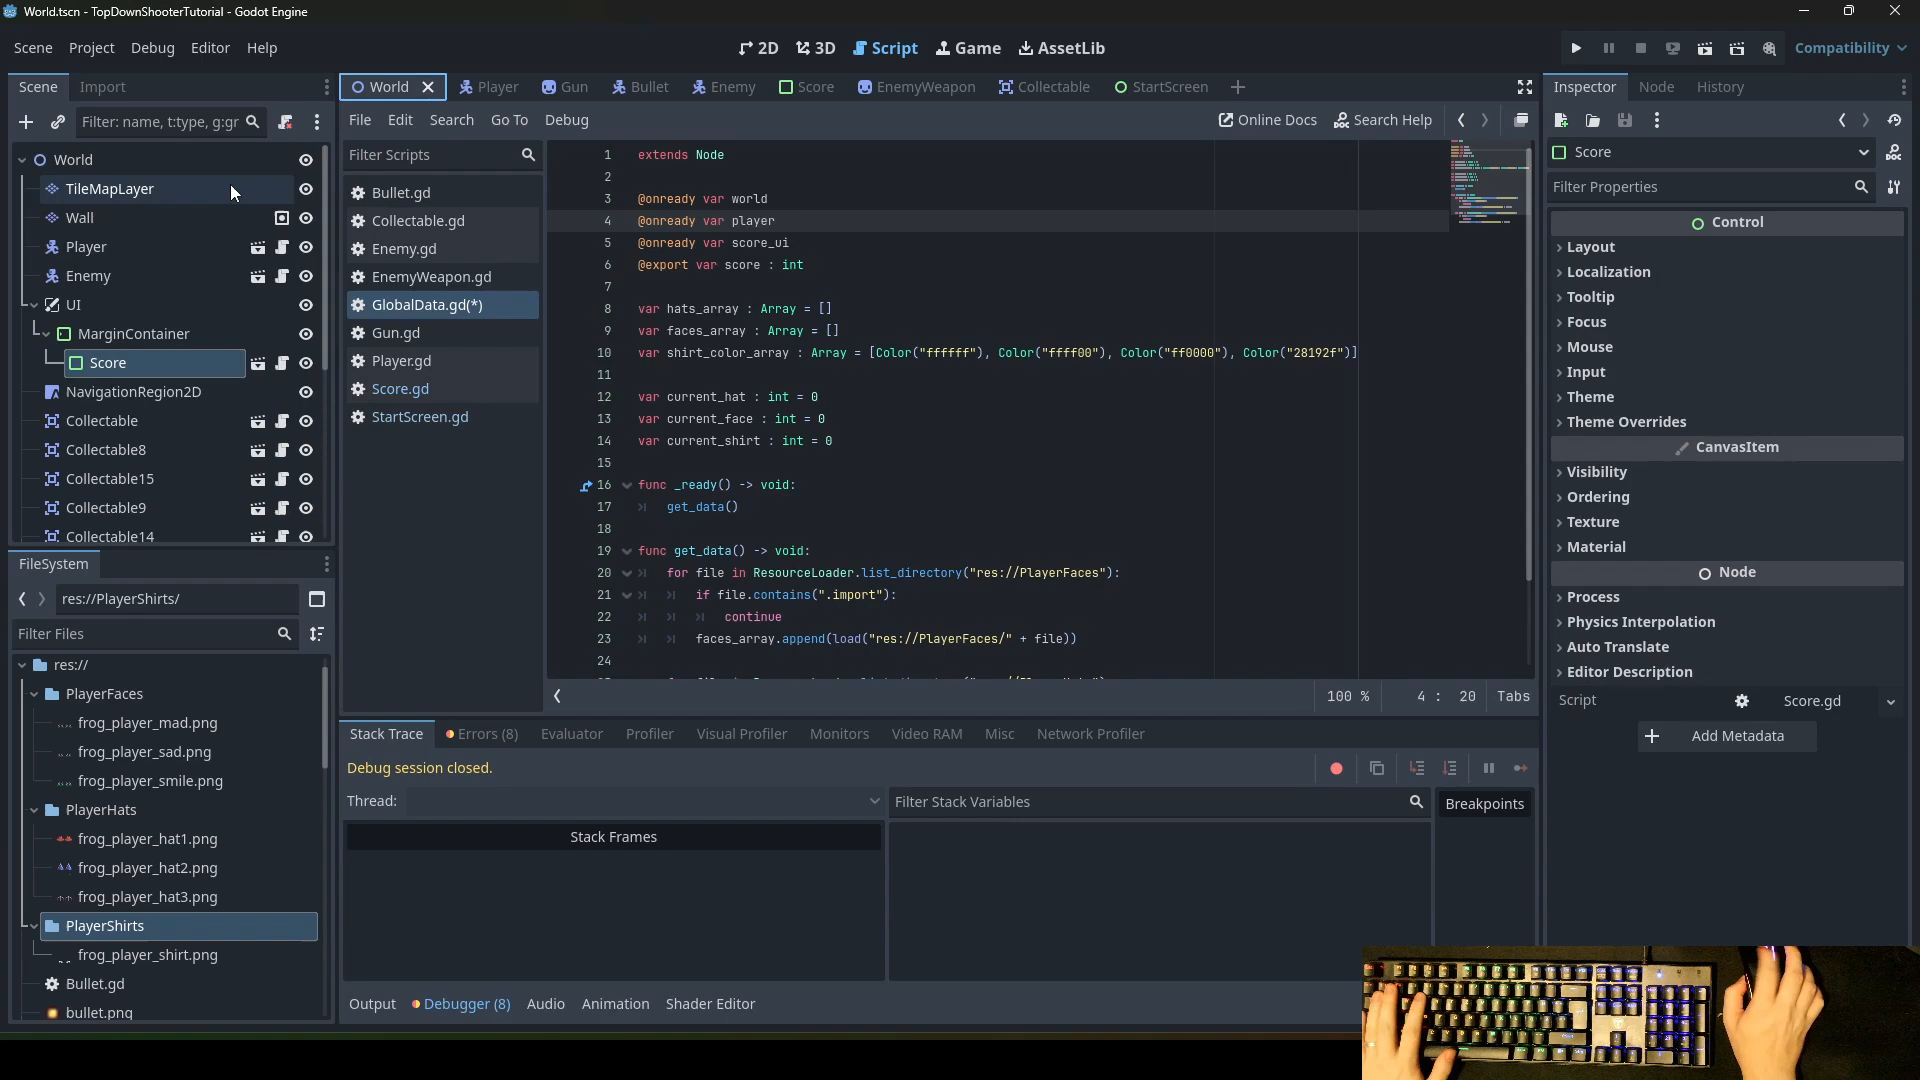 World.tscn - TopDownShooterTutorial - Godot Engine
Scene Project Debug Editor Help
2D 3D Script Game AssetLib
Compatibility
Scene Import
World Player Gun Bullet Enemy Score EnemyWeapon Collectable StartScreen
Inspector Node History
Filter: name, t:type, g:gr
File Edit Search Go To Debug
Online Docs Search Help
World
TileMapLayer
Wall
Player
Enemy
UI
MarginContainer
Score
NavigationRegion2D
Collectable
Collectable8
Collectable15
Collectable9
Collectable14
Filter Scripts
Bullet.gd
Collectable.gd
Enemy.gd
EnemyWeapon.gd
GlobalData.gd(*)
Gun.gd
Player.gd
Score.gd
StartScreen.gd
1 extends Node
2
3 @onready var world
4 @onready var player
5 @onready var score_ui
6 @export var score : int
7
8 var hats_array : Array = []
9 var faces_array : Array = []
10 var shirt_color_array : Array = [Color("ffffff"), Color("ffff00"), Color("ff0000"), Color("28192f")]
11
12 var current_hat : int = 0
13 var current_face : int = 0
14 var current_shirt : int = 0
15
16 func _ready() -> void:
17 get_data()
18
19 func get_data() -> void:
20 for file in ResourceLoader.list_directory("res://PlayerFaces"):
21 if file.contains(".import"):
22 continue
23 faces_array.append(load("res://PlayerFaces/" + file))
24
100 % 4 : 20 Tabs
Score
Filter Properties
Control
Layout
Localization
Tooltip
Focus
Mouse
Input
Theme
Theme Overrides
CanvasItem
Visibility
Ordering
Texture
Material
Node
Process
Physics Interpolation
Auto Translate
Editor Description
Script Score.gd
Add Metadata
FileSystem
res://PlayerShirts/
Filter Files
res://
PlayerFaces
frog_player_mad.png
frog_player_sad.png
frog_player_smile.png
PlayerHats
frog_player_hat1.png
frog_player_hat2.png
frog_player_hat3.png
PlayerShirts
frog_player_shirt.png
Bullet.gd
bullet.png
Stack Trace Errors (8) Evaluator Profiler Visual Profiler Monitors Video RAM Misc Network Profiler
Debug session closed.
Thread:
Filter Stack Variables
Breakpoints
Stack Frames
Output Debugger (8) Audio Animation Shader Editor